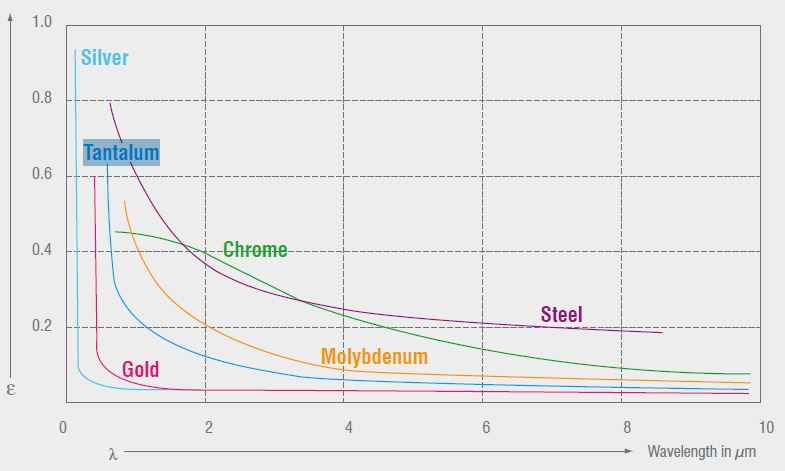 1.0
Silver
0.8
Tantalum
0.6
0.4
Chrome
Steel
0.2
Molybdenum
Gold
ε
0 2 4 6 8 10
λ Wavelength in μm